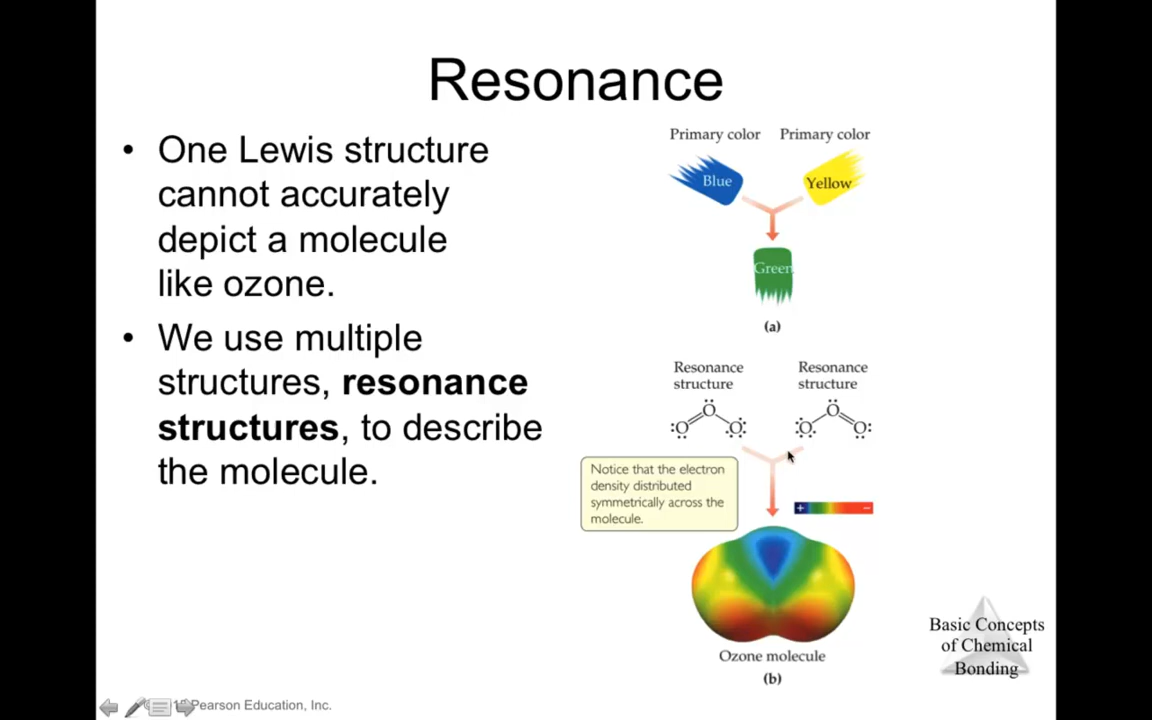 Resonance
• One Lewis structure
cannot accurately
depict a molecule
like ozone.
• We use multiple
structures, resonance
structures, to describe
the molecule.
Primary color Primary color
Blue Yellow
Green
(a)
Resonance Resonance
structure structure
O O O O O O
Notice that the electron
density distributed
symmetrically across the
molecule.
+ −
Ozone molecule
(b)
Basic Concepts
of Chemical
Bonding
Pearson Education, Inc.